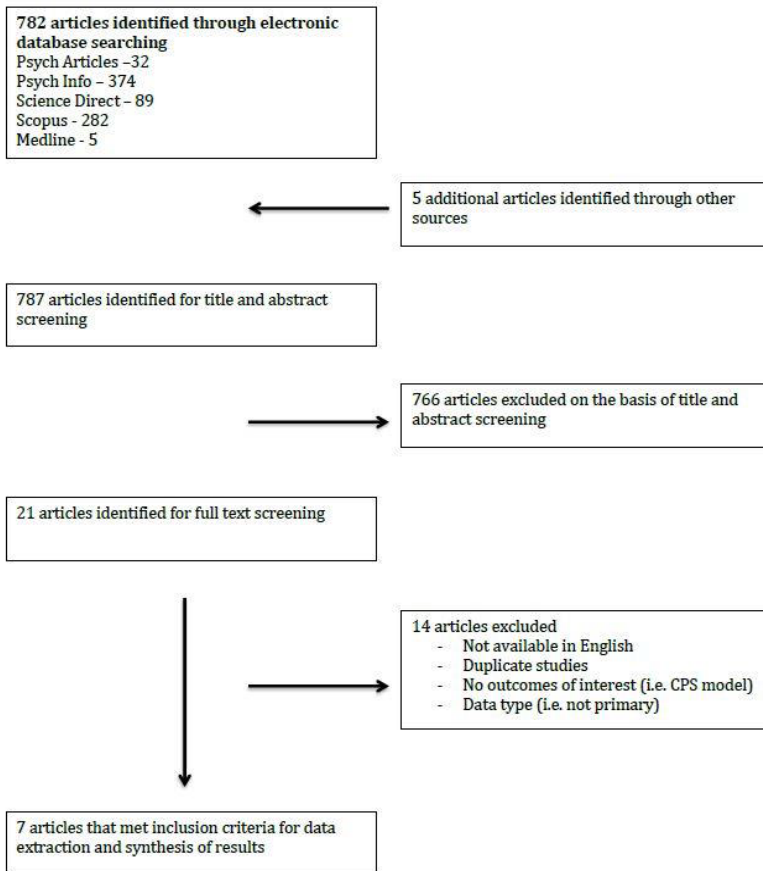 782 articles identified through electronic
database searching
Psych Articles –32
Psych Info – 374
Science Direct – 89
Scopus - 282
Medline - 5
5 additional articles identified through other
sources
787 articles identified for title and abstract
screening
766 articles excluded on the basis of title and
abstract screening
21 articles identified for full text screening
14 articles excluded
- Not available in English
- Duplicate studies
- No outcomes of interest (i.e. CPS model)
- Data type (i.e. not primary)
7 articles that met inclusion criteria for data
extraction and synthesis of results